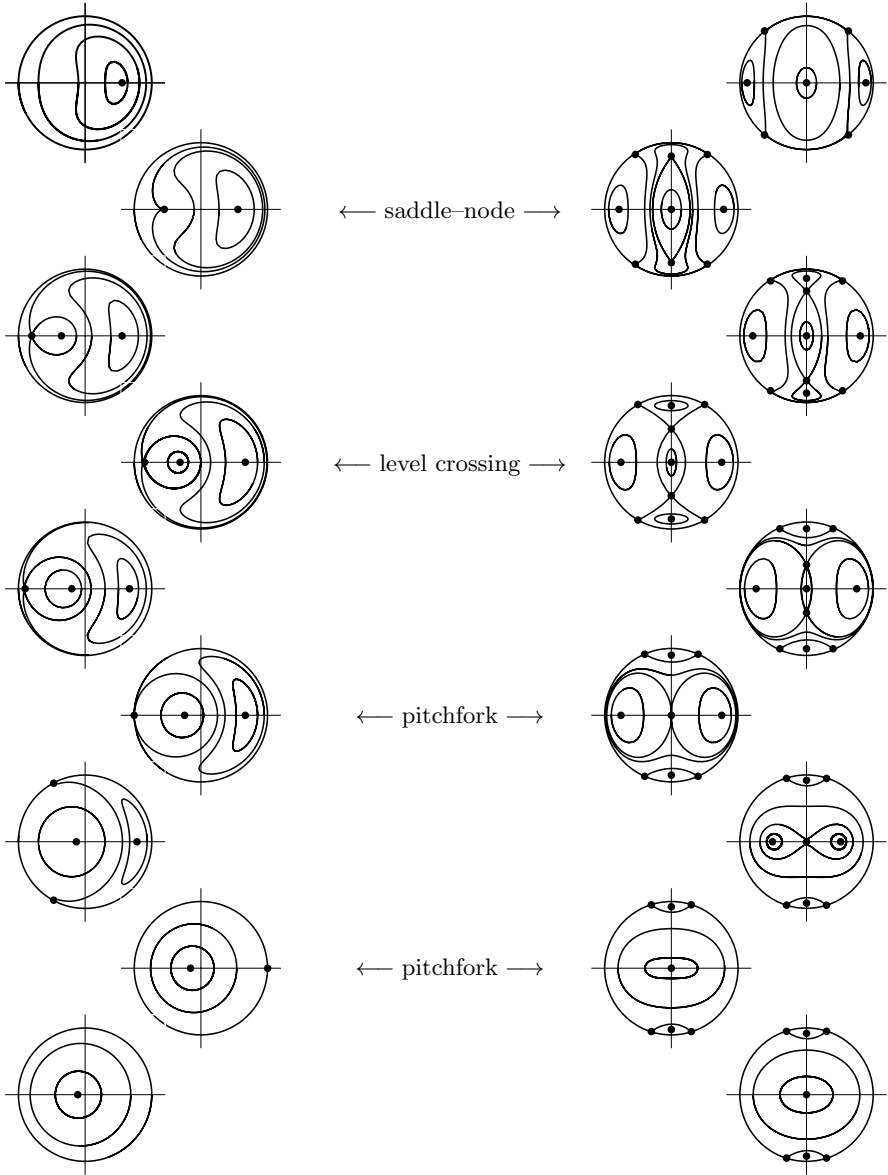 ⟵ saddle–node ⟶
⟵ level crossing ⟶
⟵ pitchfork ⟶
⟵ pitchfork ⟶